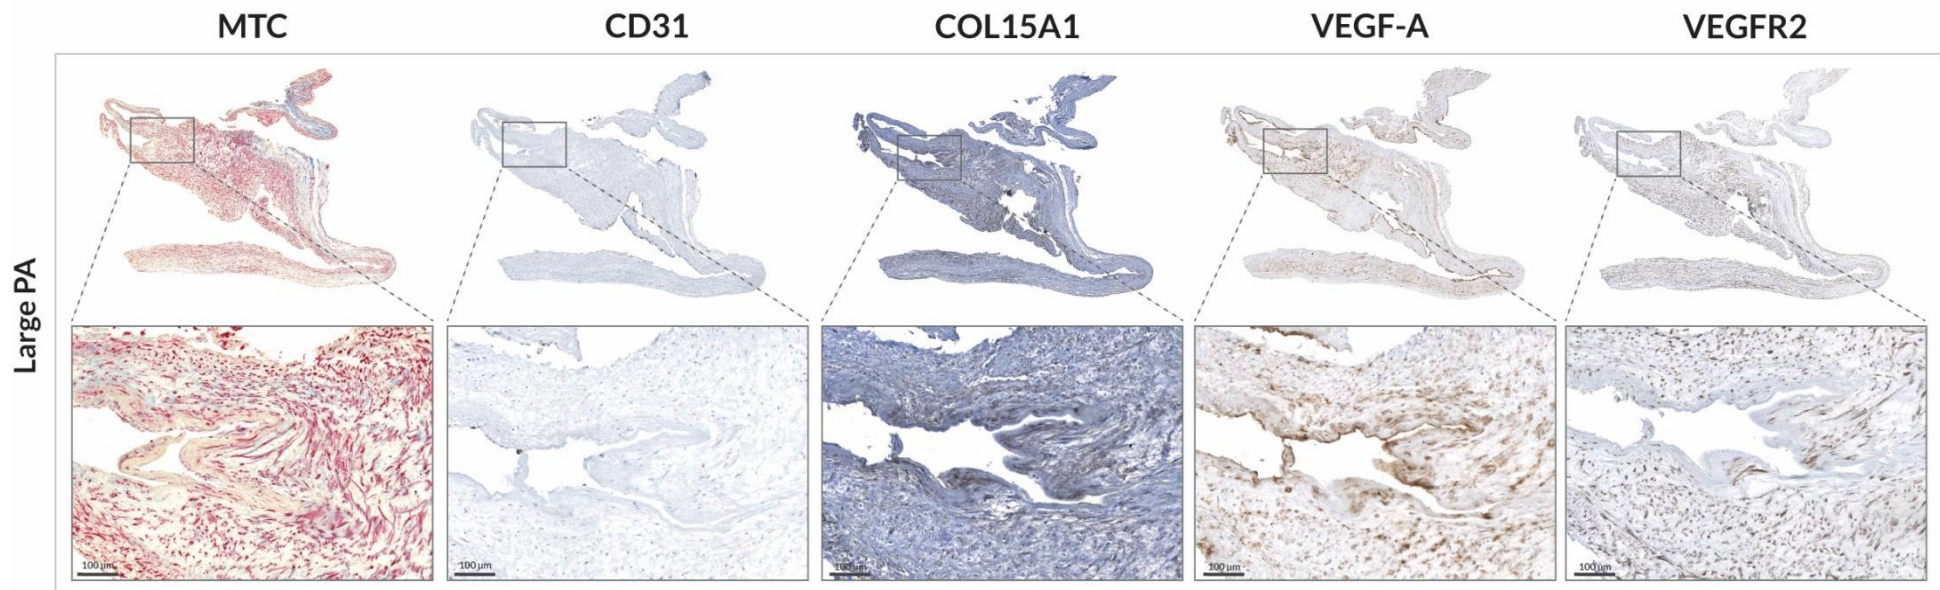 MTC CD31 COL15A1 VEGF-A VEGFR2
Large PA
100 µm 100 µm 100 µm 100 µm 100 µm